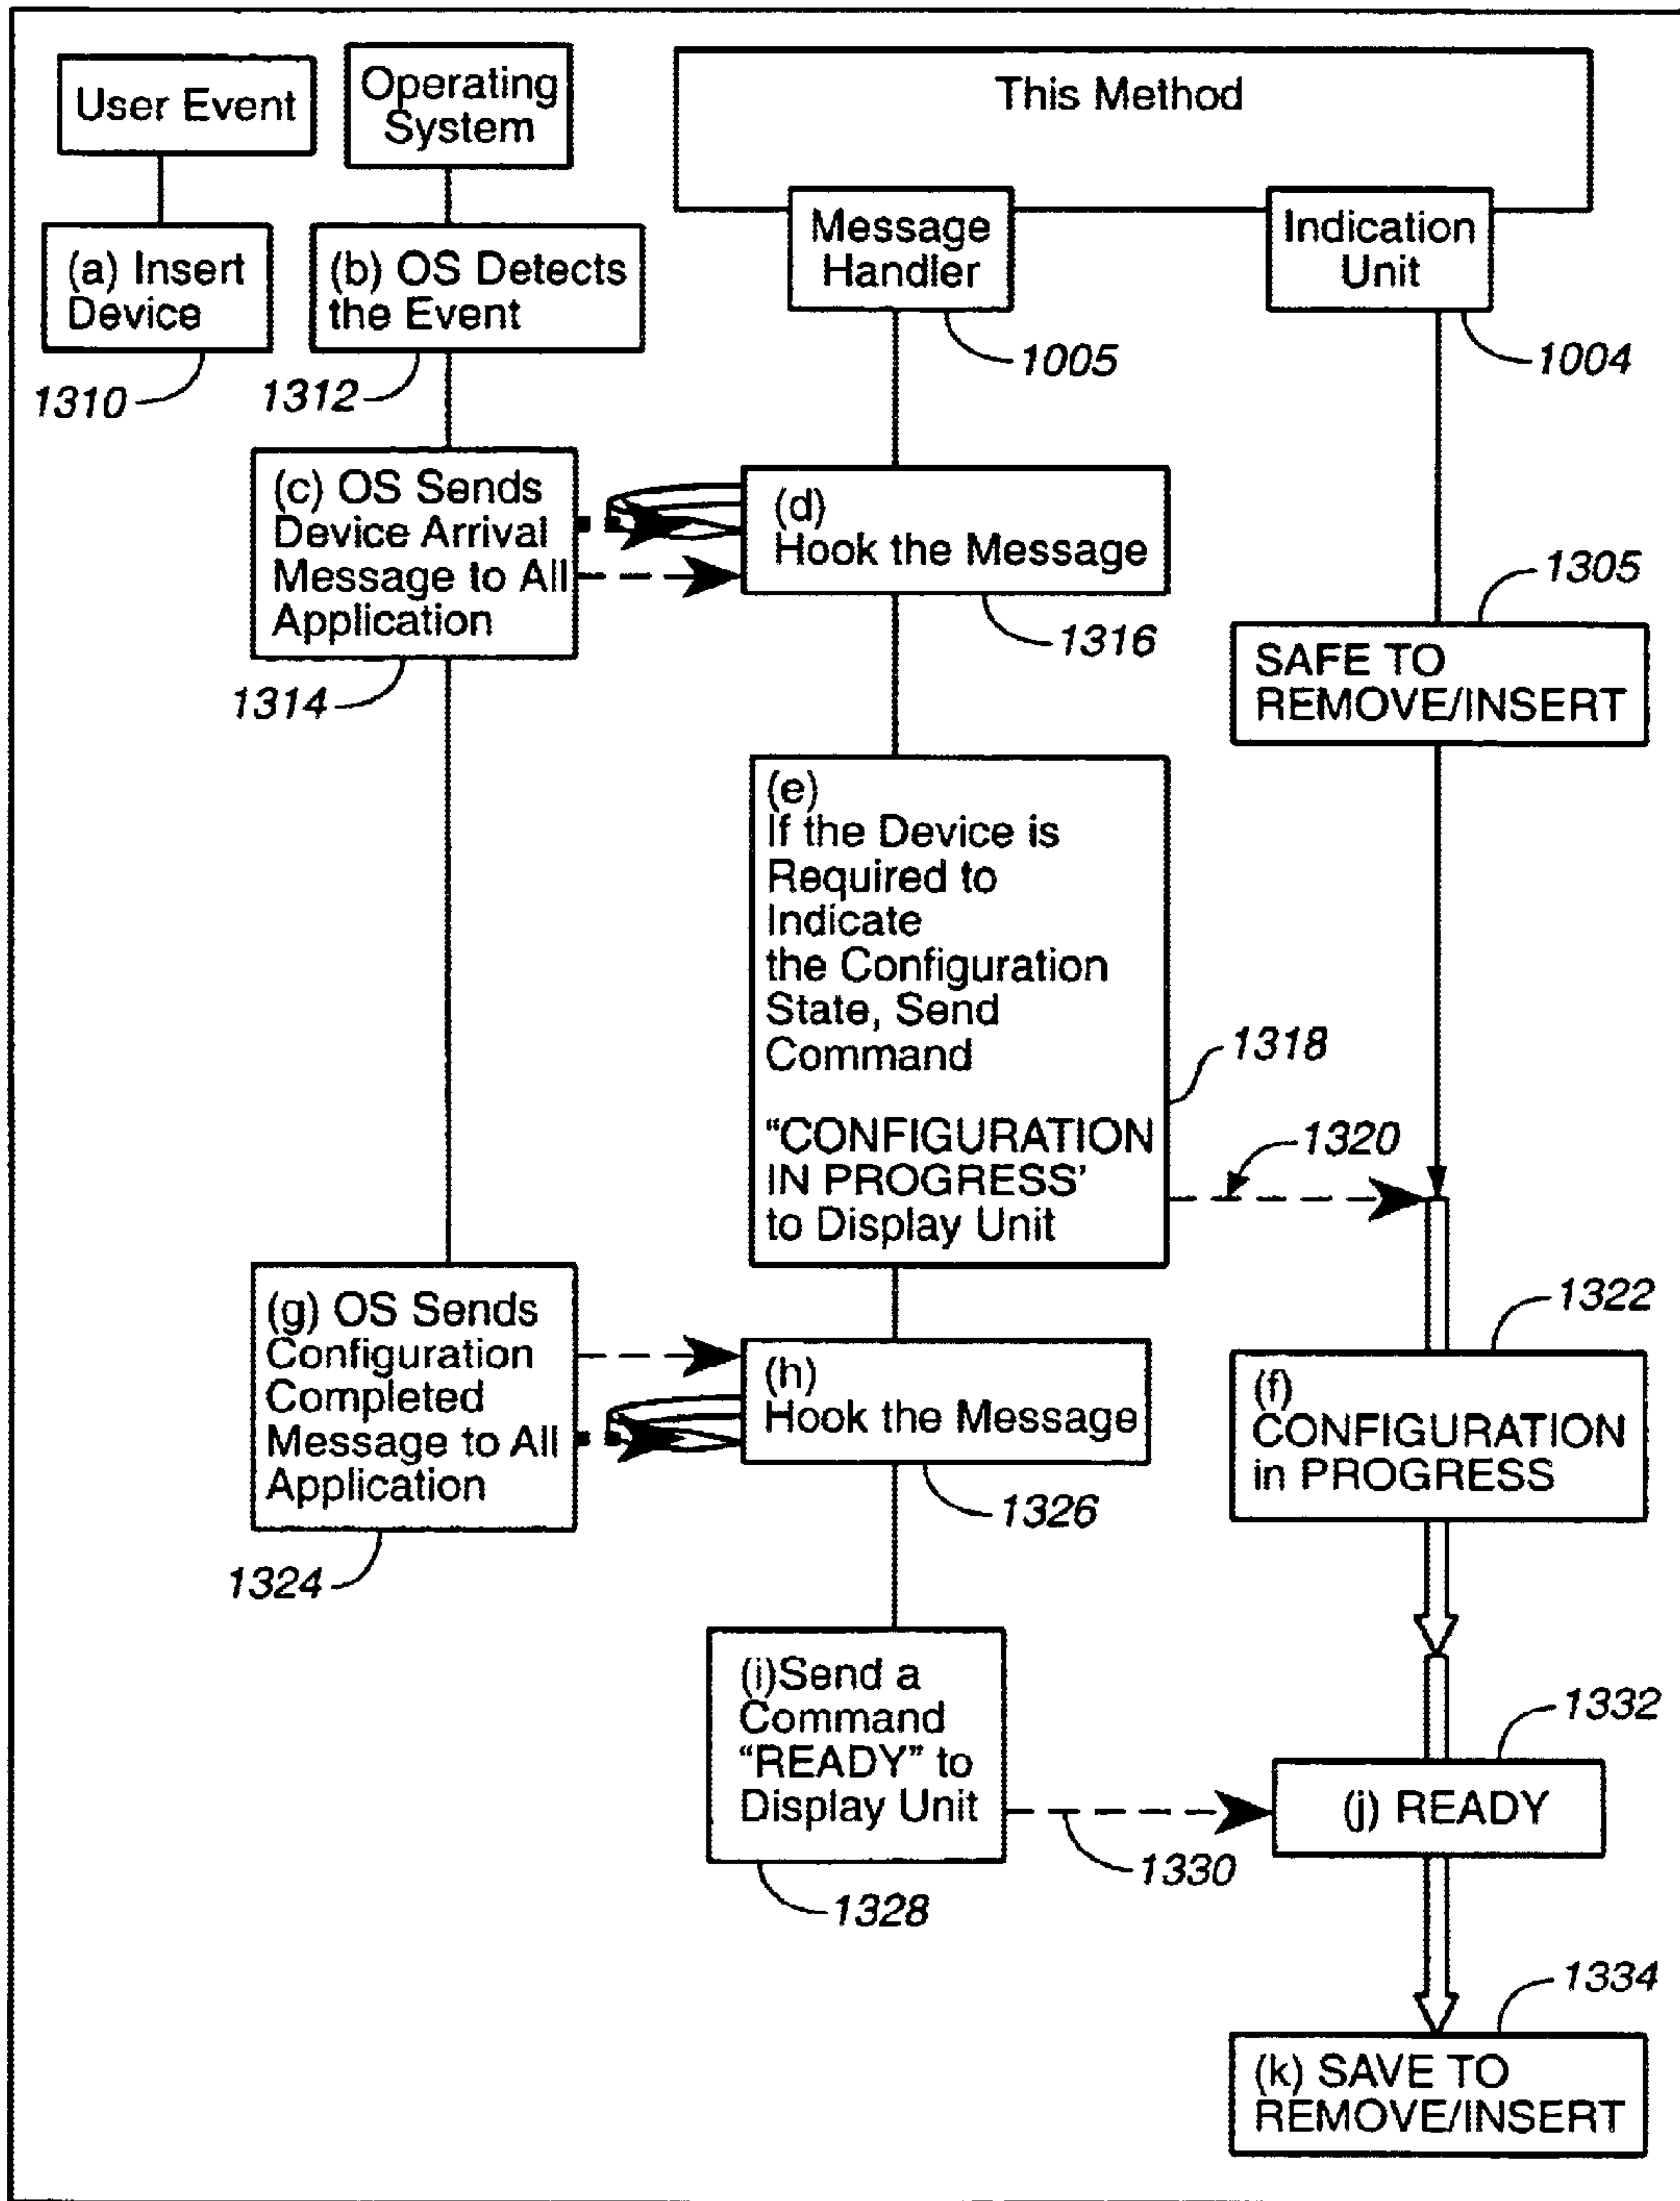 User Event
Operating
System
This Method
Message
Handler
Indication
Unit
(a) Insert
Device
(b) OS Detects
the Event
1005
1004
1310
1312
(c) OS Sends
Device Arrival
Message to All
Application
(d)
Hook the Message
1305
1316
1314
SAFE TO
REMOVE/INSERT
(e)
If the Device is
Required to
Indicate
the Configuration
State, Send
Command
"CONFIGURATION
IN PROGRESS'
to Display Unit
1318
1320
(g) OS Sends
Configuration
Completed
Message to All
Application
1322
(h)
Hook the Message
(f)
CONFIGURATION
in PROGRESS
1326
1324
(i)Send a
Command
"READY" to
Display Unit
1332
(j) READY
1330
1328
1334
(k) SAVE TO
REMOVE/INSERT